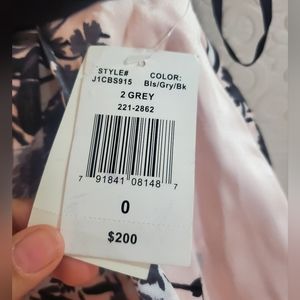 STYLE# COLOR:
J1CBS915 Bls/Gry/Bk
2 GREY
221-2862
7 91841 08148 7
0
$200